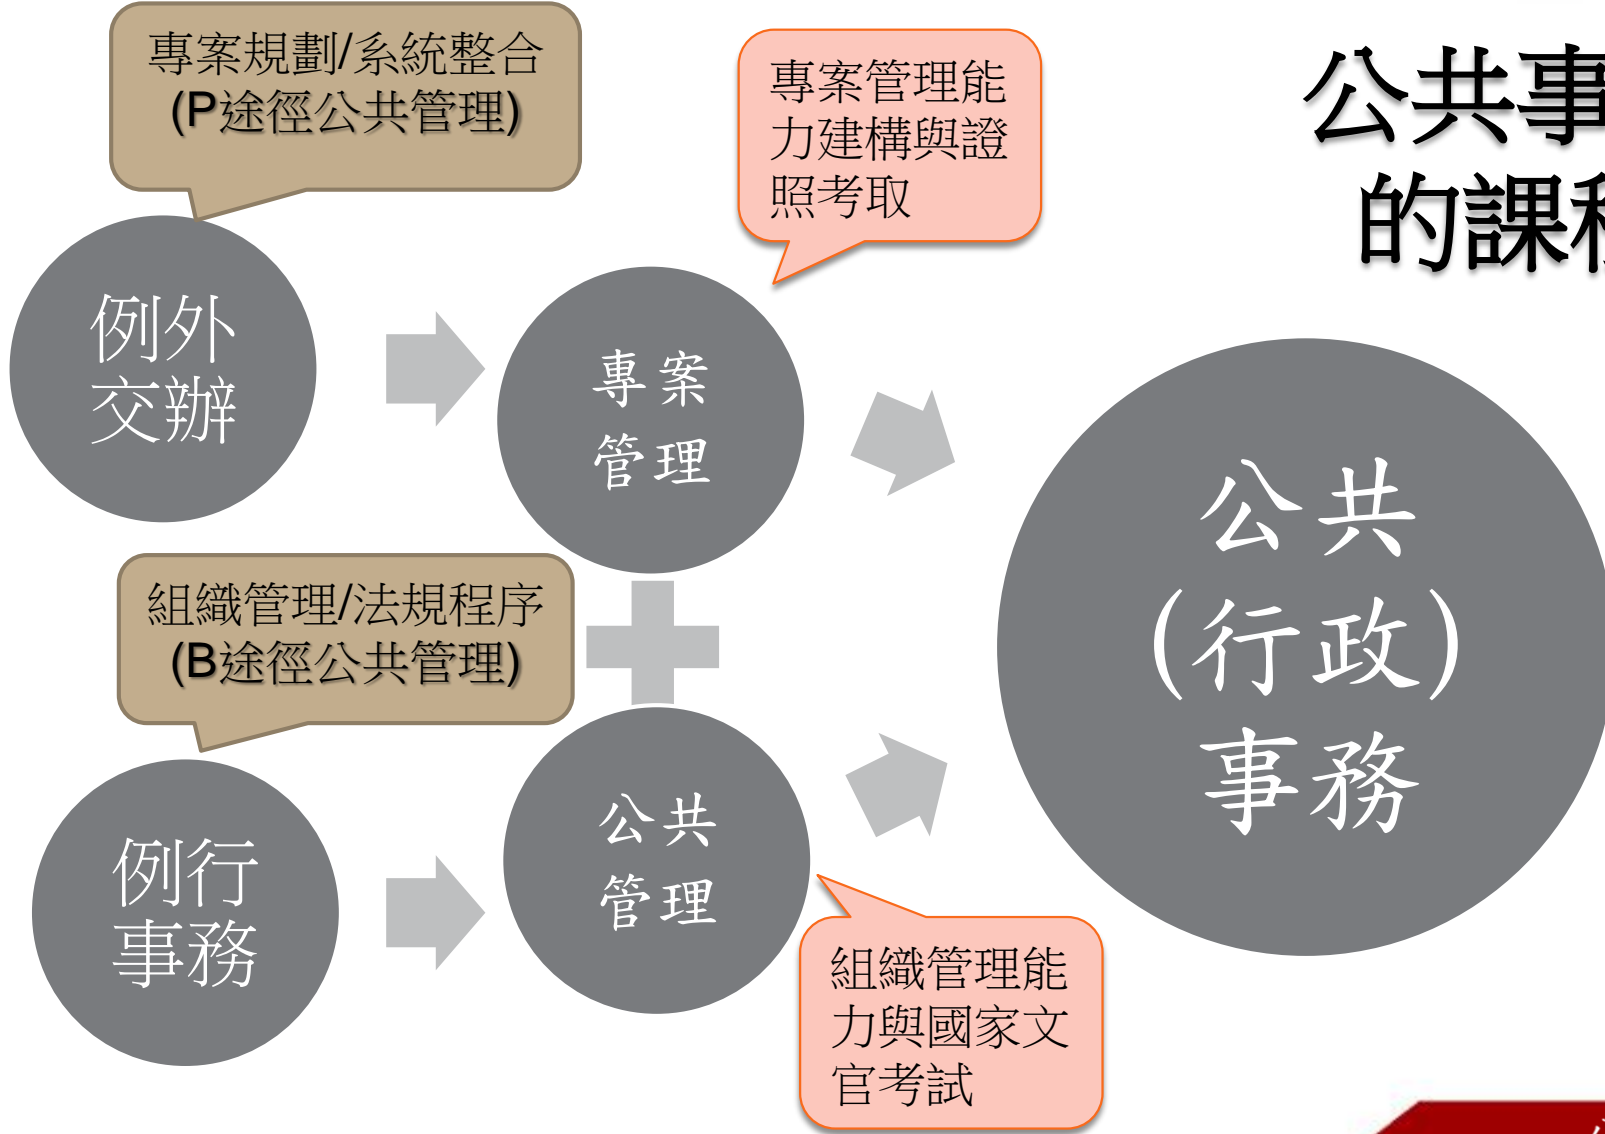 專案規劃/系統整合
(P途徑公共管理)
專案管理能
力建構與證
照考取
公共事
的課程
例外
交辦
專案
管理
組織管理/法規程序
(B途徑公共管理)
公共
(行政)
事務
例行
事務
公共
管理
組織管理能
力與國家文
官考試